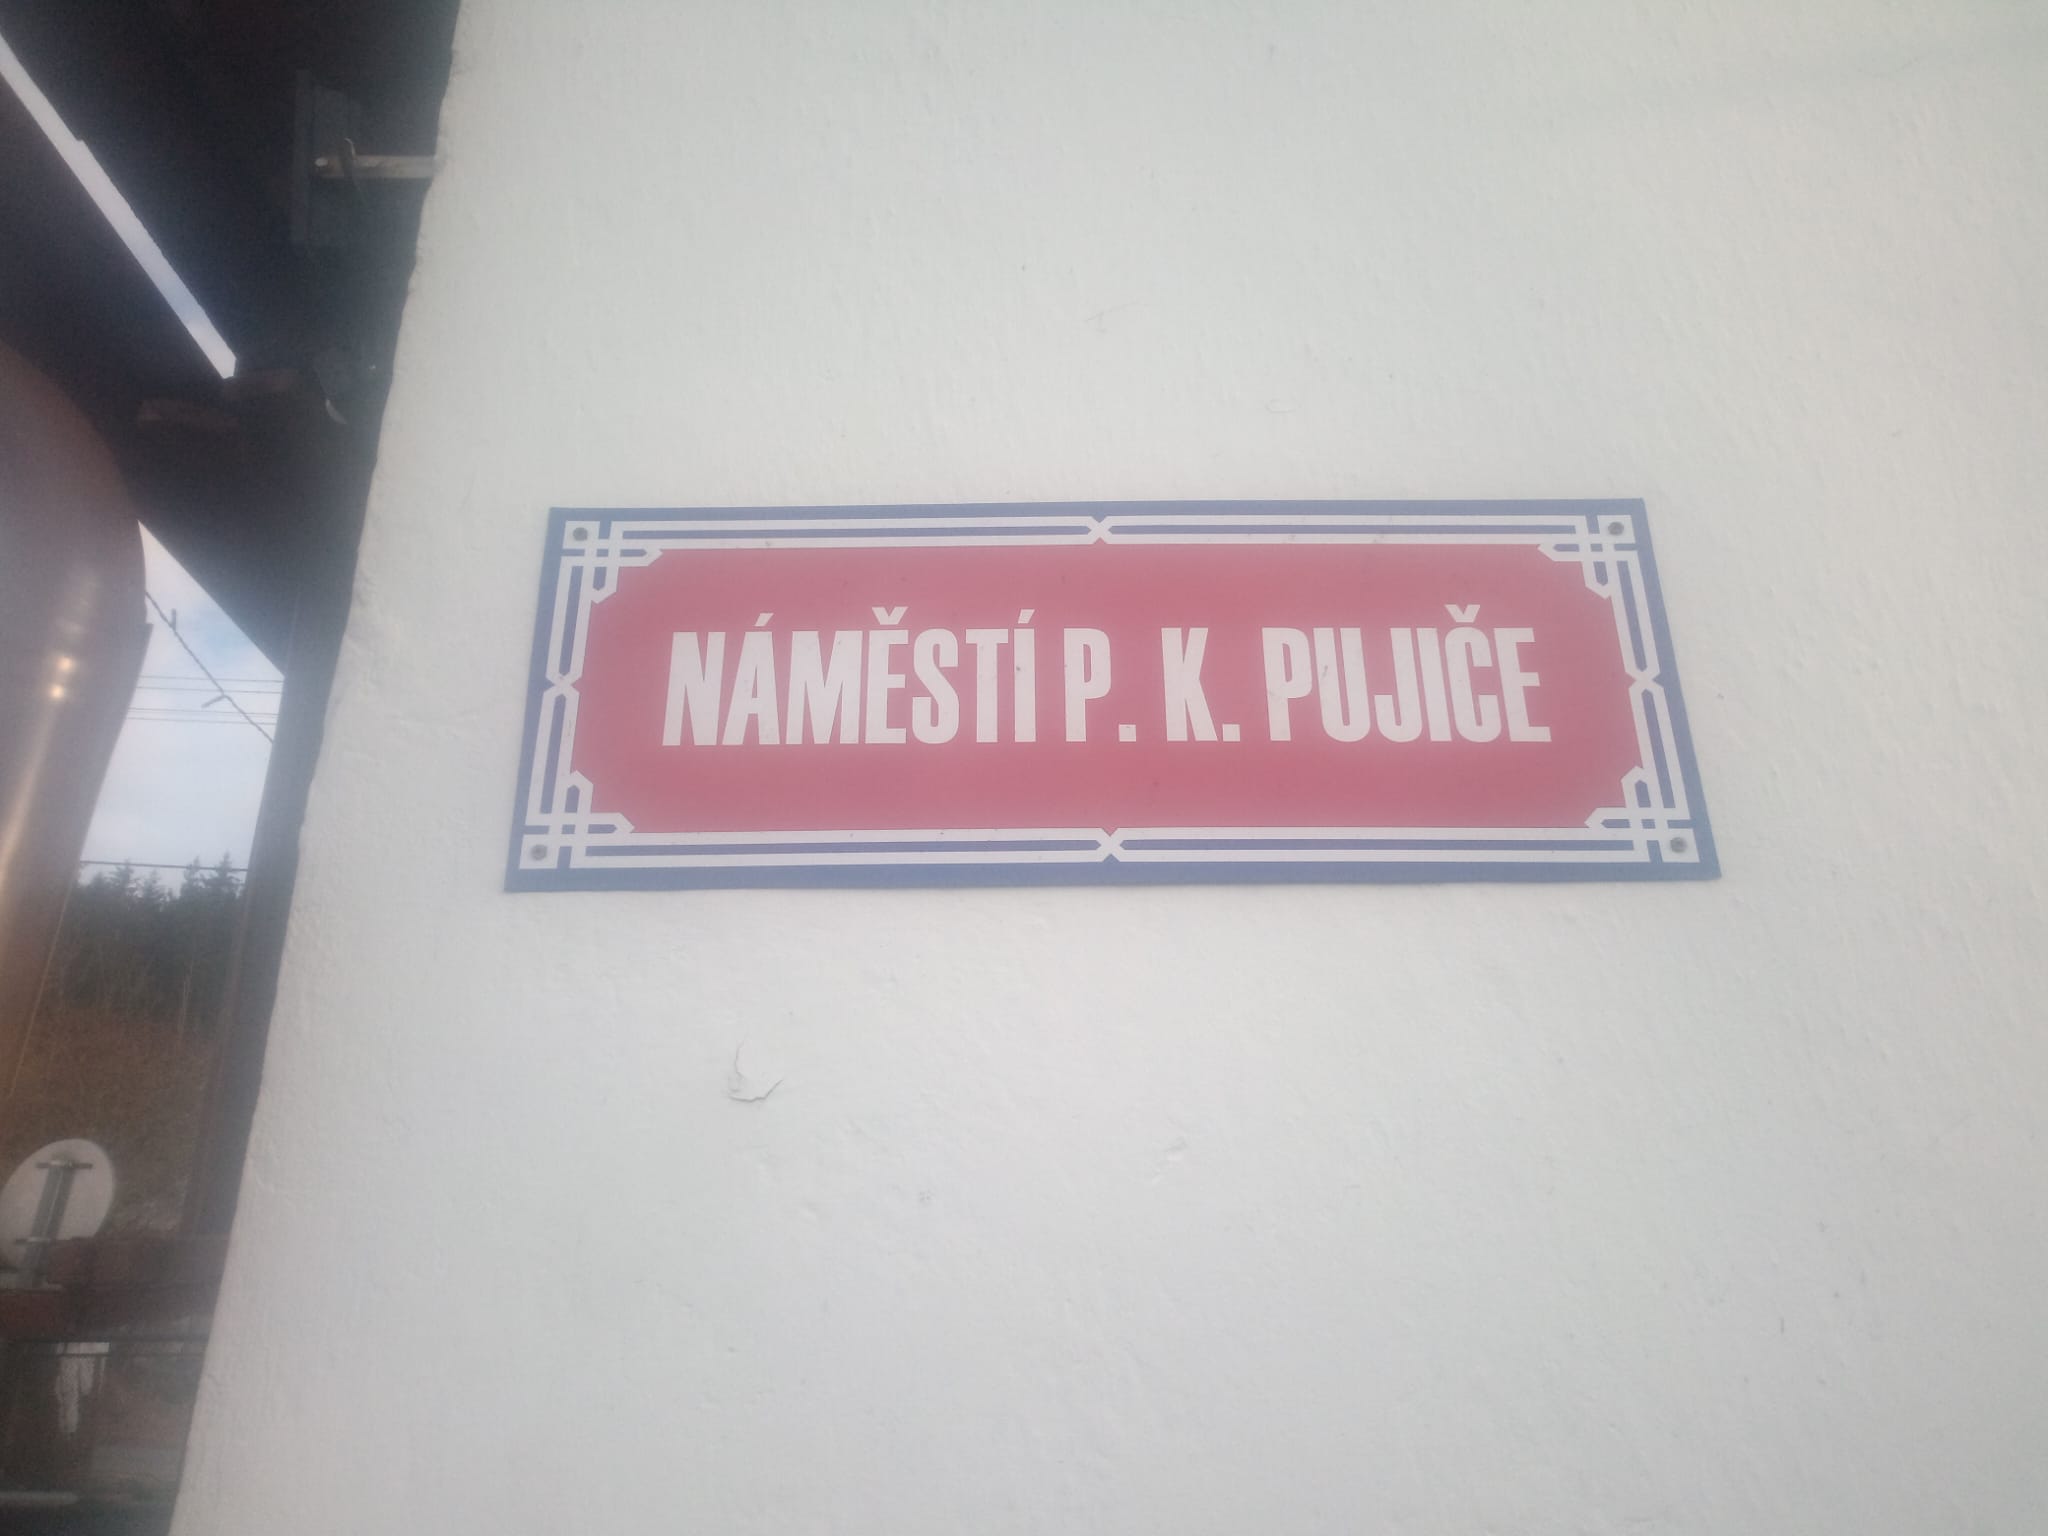 NÁMĚSTÍ P. K. PUJIČE